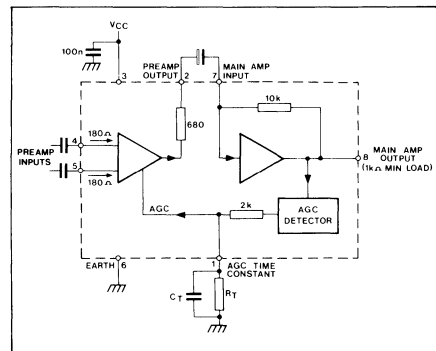 VCC
100n
3
PREAMP
OUTPUT
2
7
MAIN AMP
INPUT
10k
680
4
180Ω
PREAMP
INPUTS
5
180Ω
8
MAIN AMP
OUTPUT
(1kΩ MIN LOAD)
AGC
2k
AGC
DETECTOR
EARTH
6
1
AGC TIME
CONSTANT
CT
RT